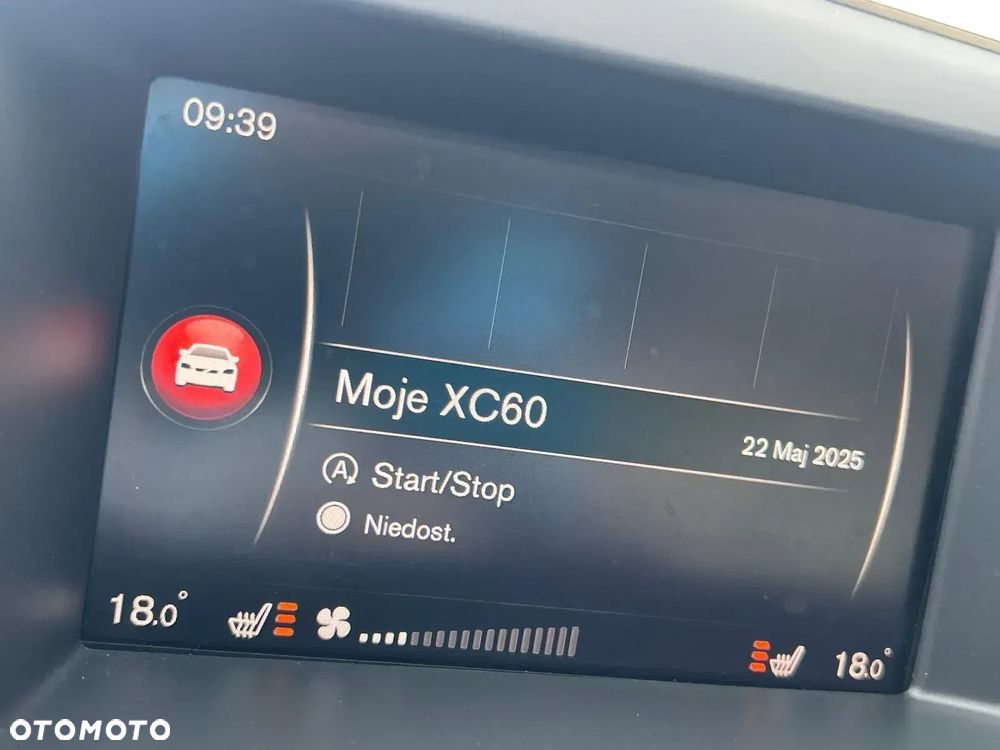 09:39
Moje XC60
22 Maj 2025
A Start/Stop
Niedost.
18.0°
18.0°
OTOMOTO